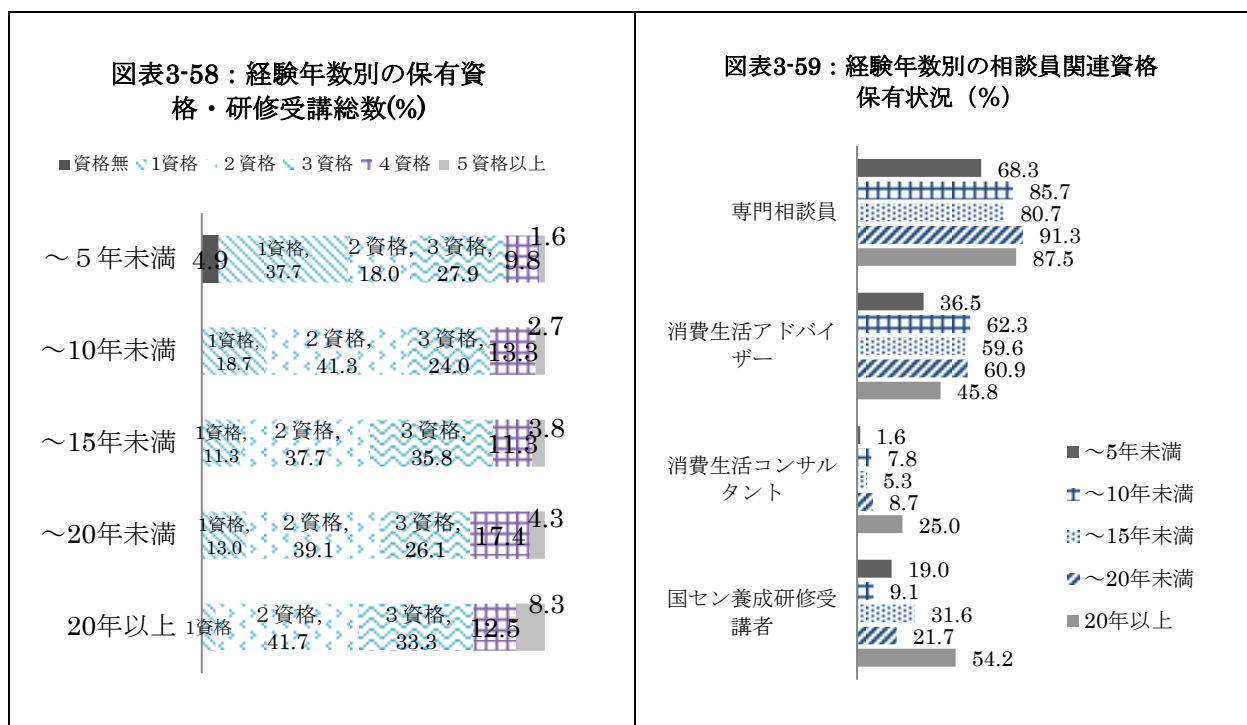 図表3-58：経験年数別の保有資
格・研修受講総数(%)
■資格無 1資格 2資格 3資格 4資格 5資格以上
～5年未満 4.9 1資格, 37.7 2資格, 18.0 3資格, 27.9 9.8 1.6
～10年未満 1資格, 18.7 2資格, 41.3 3資格, 24.0 13.3 2.7
～15年未満 1資格, 11.3 2資格, 37.7 3資格, 35.8 11.3 3.8
～20年未満 1資格, 13.0 2資格, 39.1 3資格, 26.1 17.4 4.3
20年以上 1資格 2資格, 41.7 3資格, 33.3 12.5 8.3
図表3-59：経験年数別の相談員関連資格
保有状況（%）
専門相談員
68.3
85.7
80.7
91.3
87.5
消費生活アドバイ
ザー
36.5
62.3
59.6
60.9
45.8
消費生活コンサル
タント
1.6
7.8
5.3
8.7
25.0
国セン養成研修受
講者
19.0
9.1
31.6
21.7
54.2
～5年未満
～10年未満
～15年未満
～20年未満
20年以上